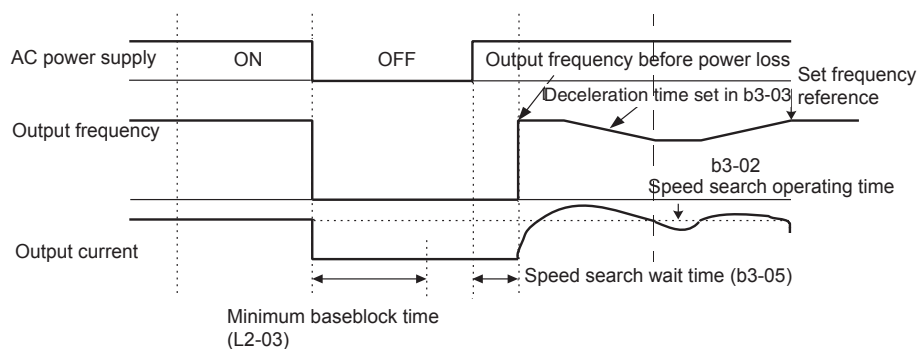 AC power supply
ON
OFF
Output frequency before power loss
Set frequency
reference
Deceleration time set in b3-03
Output frequency
b3-02
Speed search operating time
Output current
Speed search wait time (b3-05)
Minimum baseblock time
(L2-03)